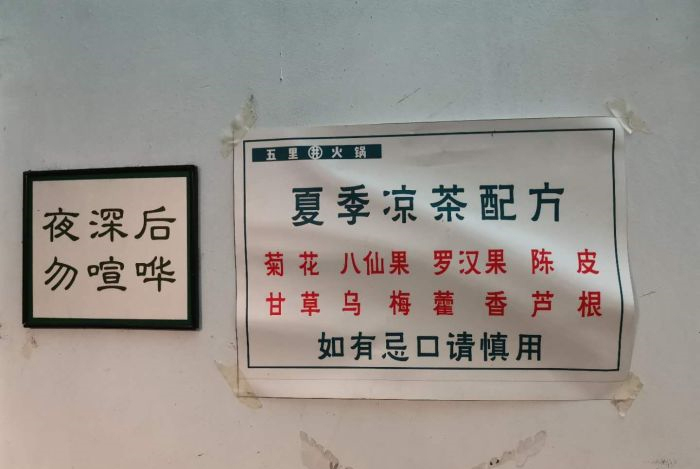 夜深后
勿喧哗
五里井火锅
夏季凉茶配方
菊花 八仙果 罗汉果 陈皮
甘草 乌梅 藿香 芦根
如有忌口请慎用